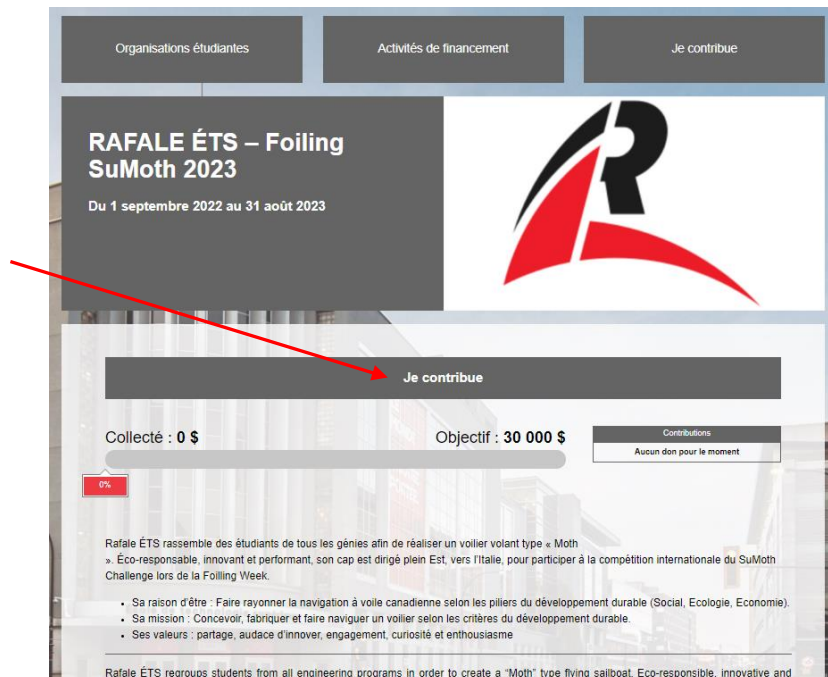 Organisations étudiantes
Activités de financement
Je contribue
RAFALE ÉTS – Foiling
SuMoth 2023
Du 1 septembre 2022 au 31 août 2023
R
Je contribue
Collecté : 0 $
Objectif : 30 000 $
Contributions
Aucun don pour le moment
0%
Rafale ÉTS rassemble des étudiants de tous les génies afin de réaliser un voilier volant type « Moth
». Éco-responsable, innovant et performant, son cap est dirigé plein Est, vers l'Italie, pour participer à la compétition internationale du SuMoth
Challenge lors de la Foilling Week.
• Sa raison d'être : Faire rayonner la navigation à voile canadienne selon les piliers du développement durable (Social, Ecologie, Economie).
• Sa mission : Concevoir, fabriquer et faire naviguer un voilier selon les critères du développement durable.
• Ses valeurs : partage, audace d'innover, engagement, curiosité et enthousiasme
Rafale ÉTS regroups students from all engineering programs in order to create a "Moth" type flying sailboat. Eco-responsible, innovative and